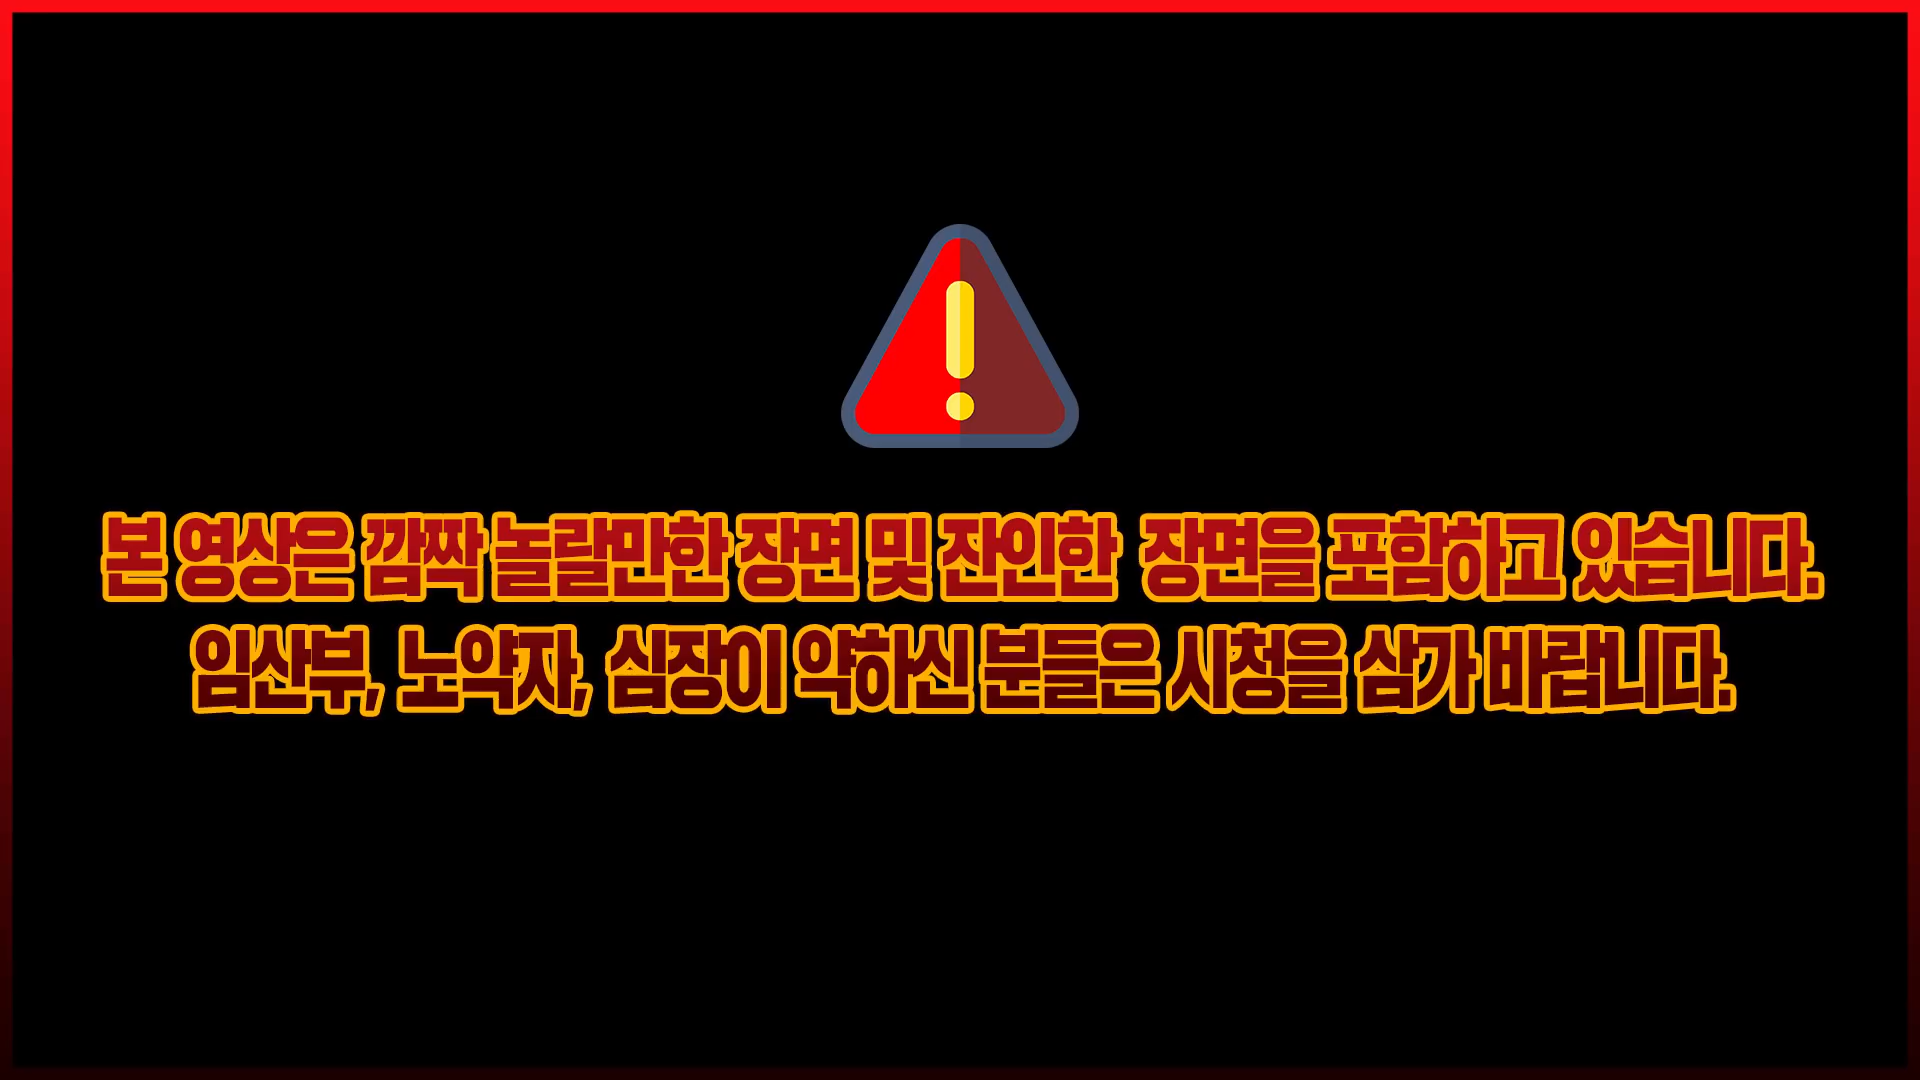 본 영상은 깜짝 놀랄만한 장면 및 잔인한 장면을 포함하고 있습니다.
임산부, 노약자, 심장이 약하신 분들은 시청을 삼가 바랍니다.